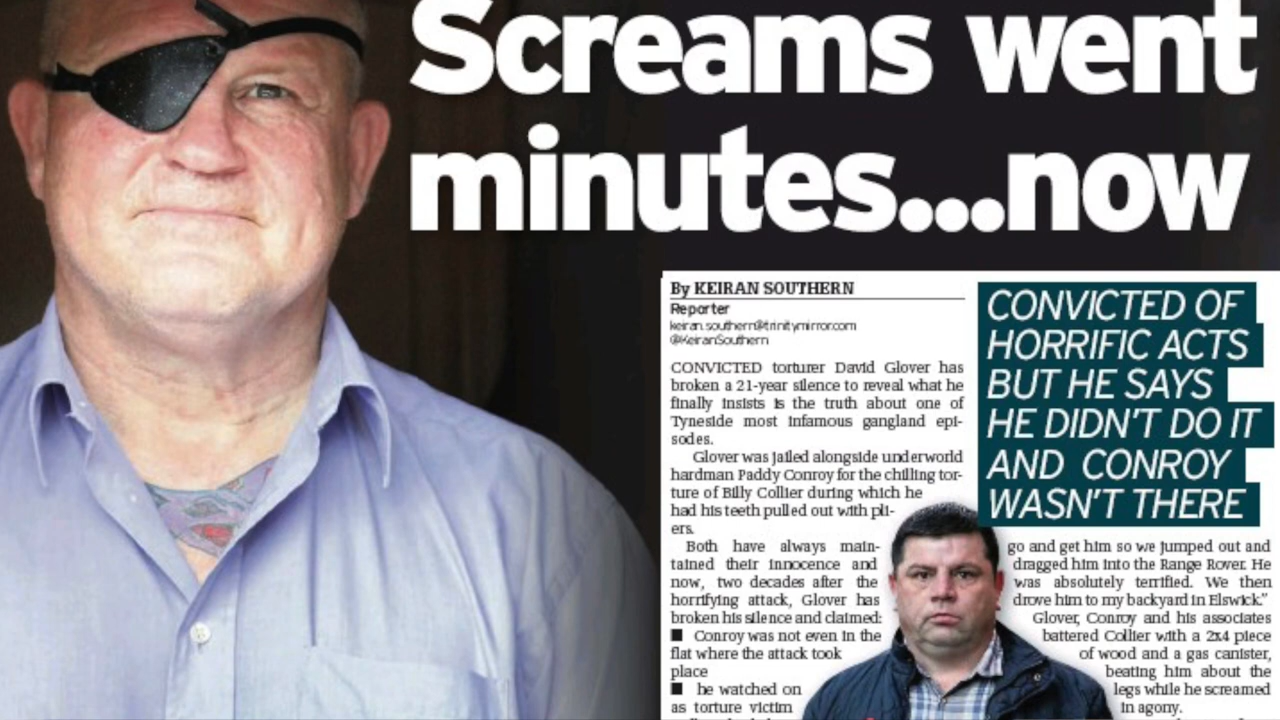 Screams went
minutes...now
By KEIRAN SOUTHERN
Reporter
keiran.southern@trinitymirror.com
@KeiranSouthern
CONVICTED torturer David Glover has
broken a 21-year silence to reveal what he
finally insists is the truth about one of
Tyneside most infamous gangland epi-
sodes.
Glover was jailed alongside underworld
hardman Paddy Conroy for the chilling tor-
ture of Billy Collier during which he
had his teeth pulled out with pli-
ers.
Both have always main-
tained their innocence and
now, two decades after the
horrifying attack, Glover has
broken his silence and claimed:
■ Conroy was not even in the
flat where the attack took
place
■ he watched on
as torture victim
CONVICTED OF
HORRIFIC ACTS
BUT HE SAYS
HE DIDN'T DO IT
AND CONROY
WASN'T THERE
go and get him so we jumped out and
dragged him into the Range Rover. He
was absolutely terrified. We then
drove him to my backyard in Elswick."
Glover, Conroy and his associates
battered Collier with a 2x4 piece
of wood and a gas canister,
beating him about the
legs while he screamed
in agony.